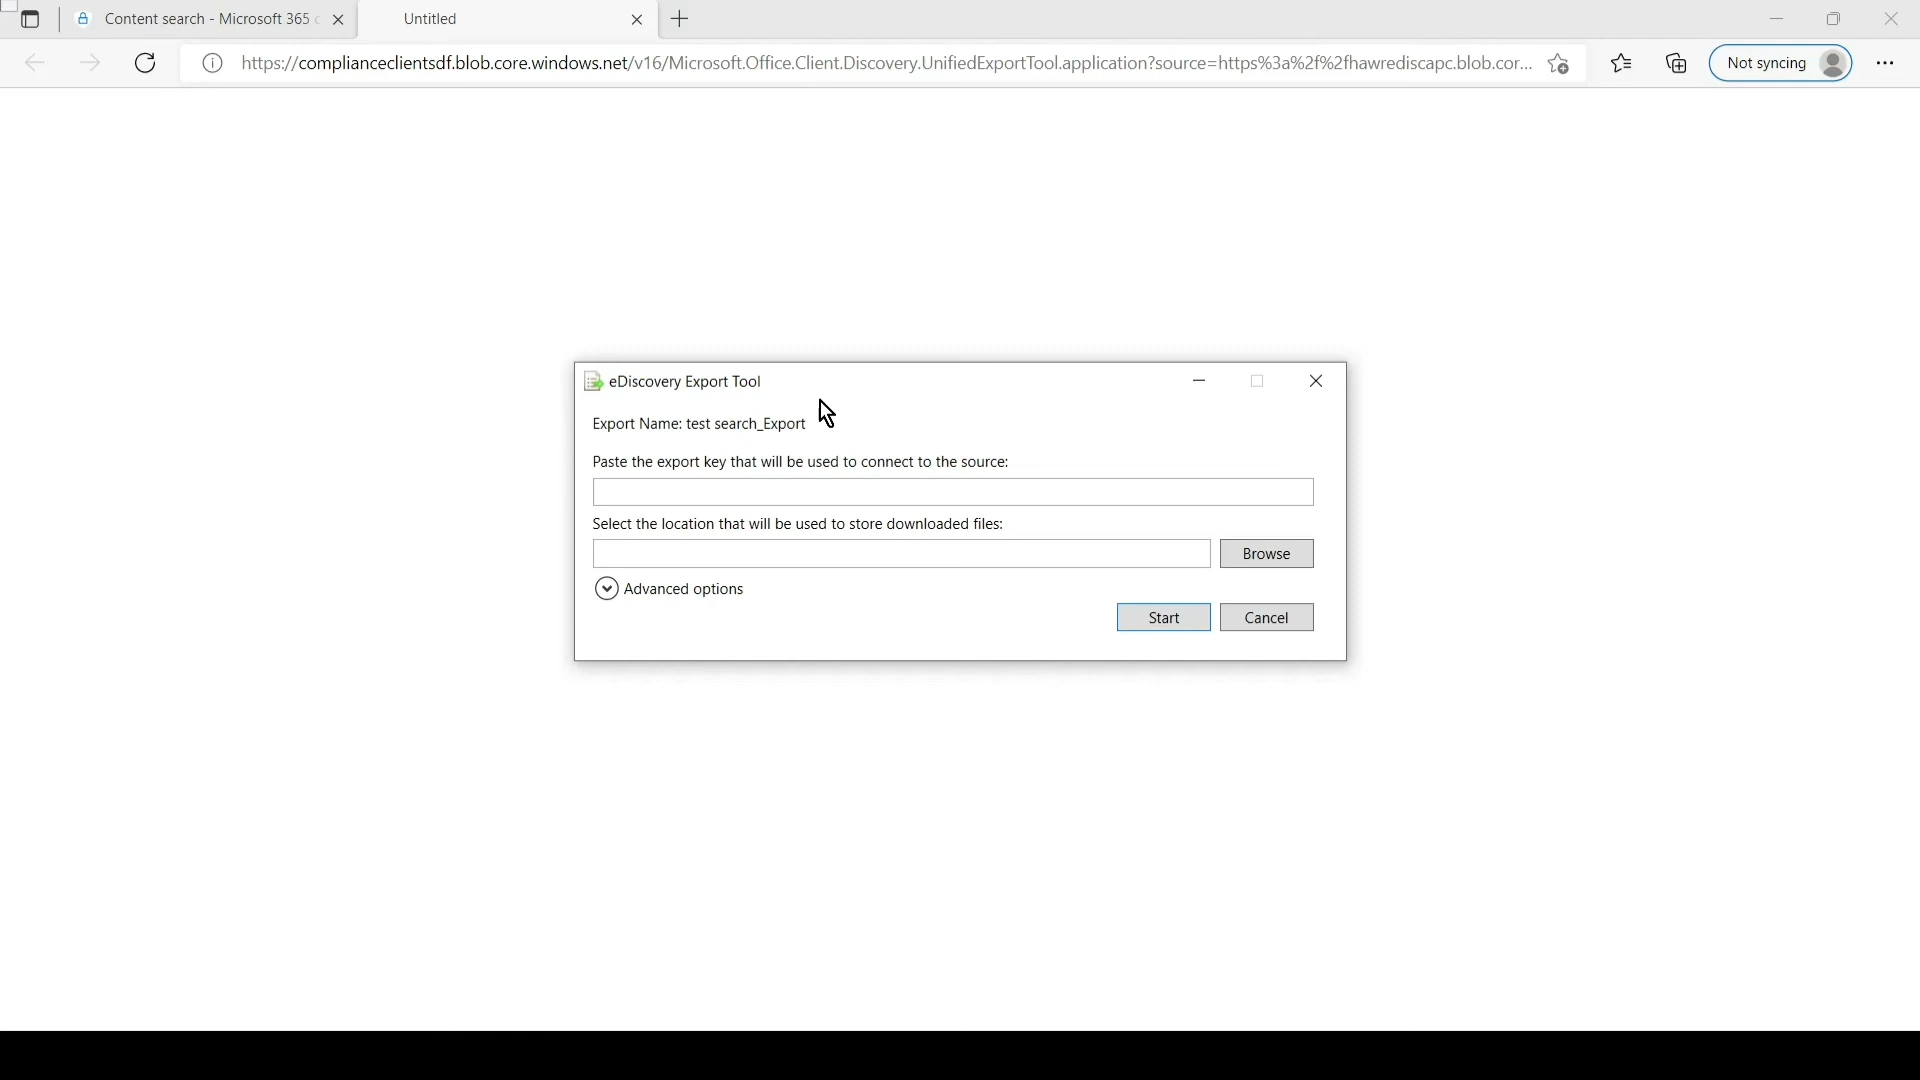 Content search - Microsoft 365
Untitled
https://complianceclientsdf.blob.core.windows.net/v16/Microsoft.Office.Client.Discovery.UnifiedExportTool.application?source=https%3a%2f%2fhawrediscapc.blob.cor...
Not syncing
eDiscovery Export Tool
Export Name: test search_Export
Paste the export key that will be used to connect to the source:
Select the location that will be used to store downloaded files:
Browse
Advanced options
Start
Cancel